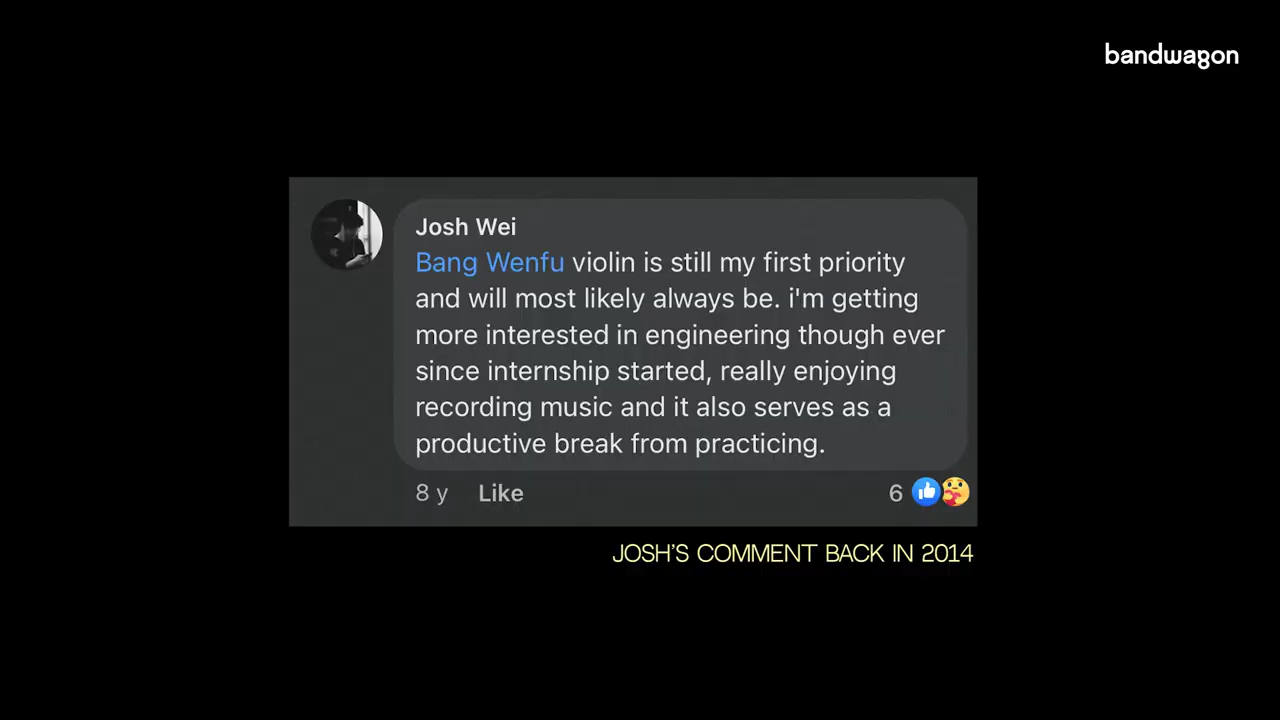 bandwagon
Josh Wei
Bang Wenfu violin is still my first priority
and will most likely always be. i'm getting
more interested in engineering though ever
since internship started, really enjoying
recording music and it also serves as a
productive break from practicing.
8 y Like 6
JOSH'S COMMENT BACK IN 2014